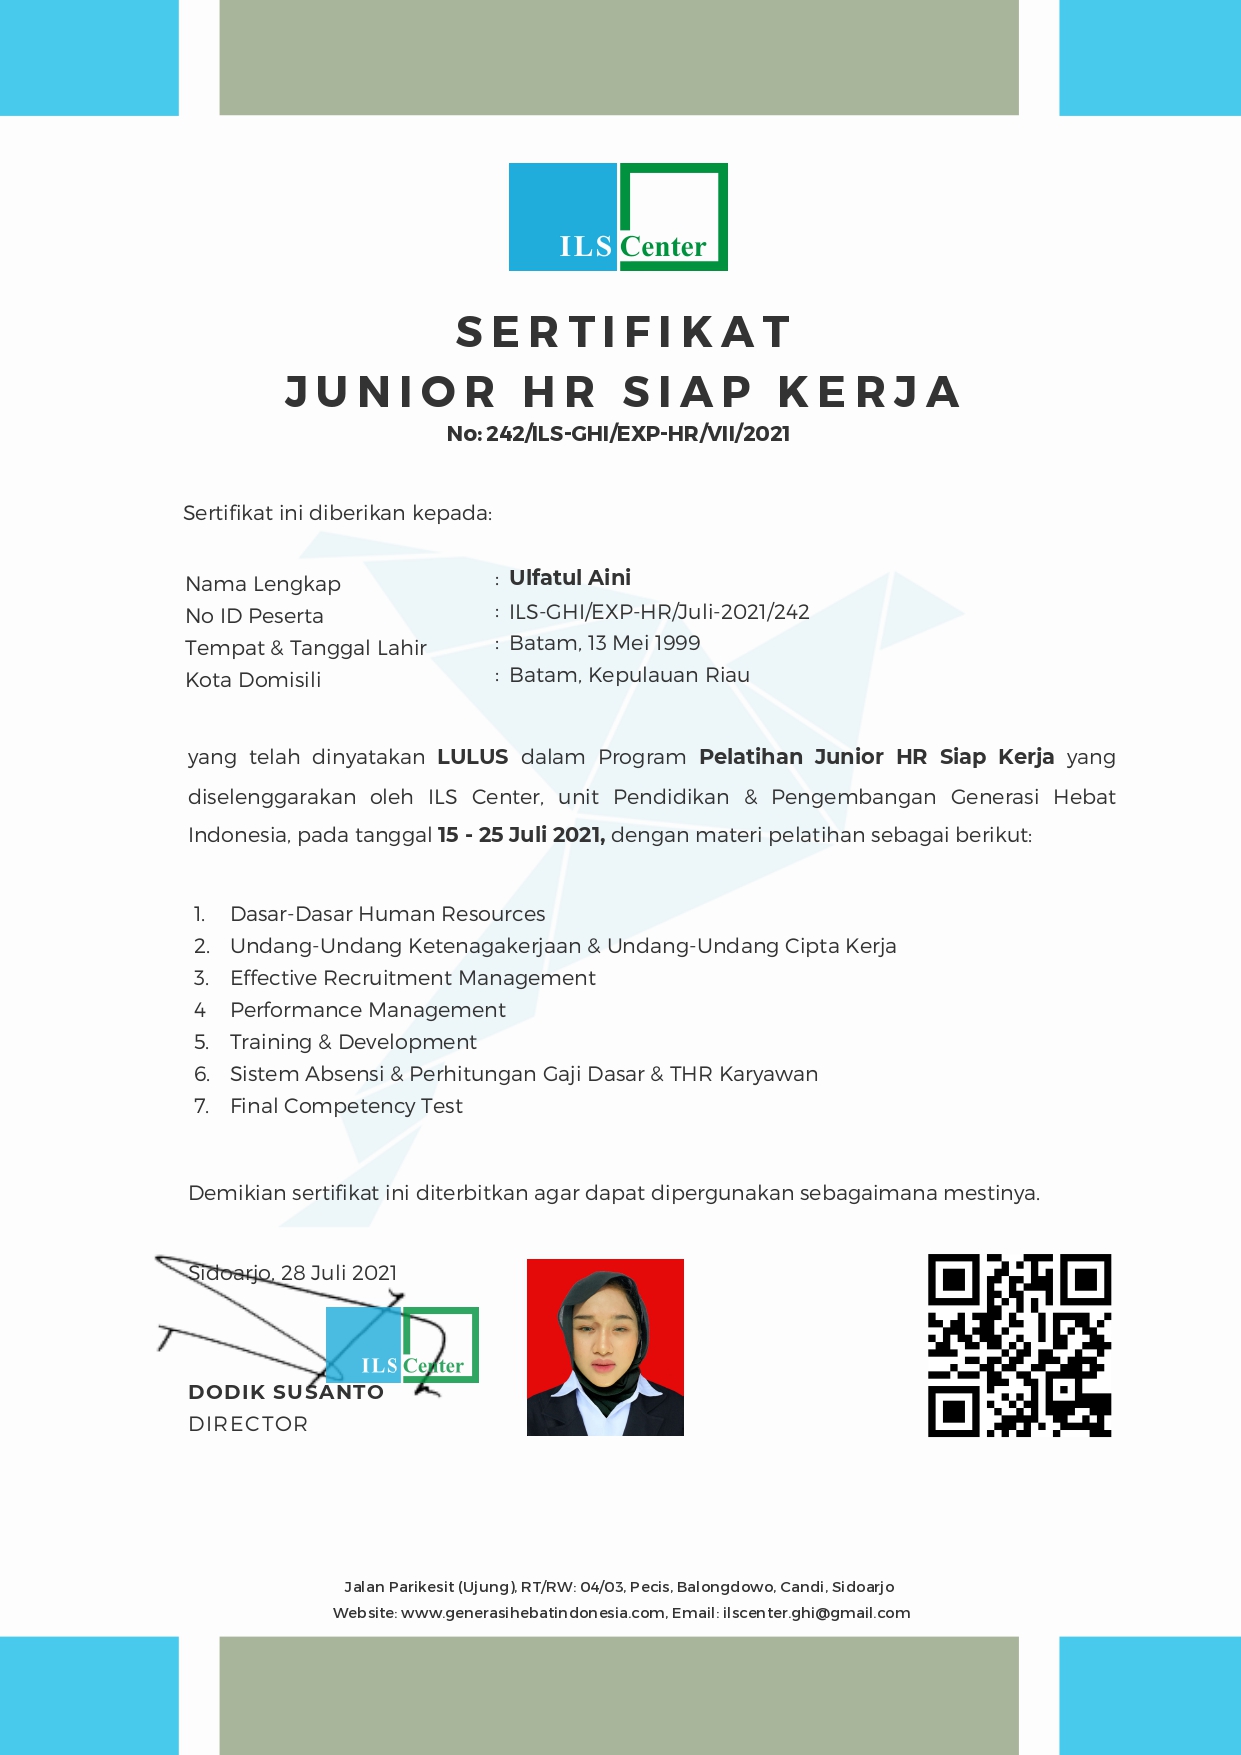 ILS Center
SERTIFIKAT
JUNIOR HR SIAP KERJA
No: 242/ILS-GHI/EXP-HR/VII/2021
Sertifikat ini diberikan kepada:
Nama Lengkap : Ulfatul Aini
No ID Peserta : ILS-GHI/EXP-HR/Juli-2021/242
Tempat & Tanggal Lahir : Batam, 13 Mei 1999
Kota Domisili : Batam, Kepulauan Riau
yang telah dinyatakan LULUS dalam Program Pelatihan Junior HR Siap Kerja yang
diselenggarakan oleh ILS Center, unit Pendidikan & Pengembangan Generasi Hebat
Indonesia, pada tanggal 15 - 25 Juli 2021, dengan materi pelatihan sebagai berikut:
1. Dasar-Dasar Human Resources
2. Undang-Undang Ketenagakerjaan & Undang-Undang Cipta Kerja
3. Effective Recruitment Management
4 Performance Management
5. Training & Development
6. Sistem Absensi & Perhitungan Gaji Dasar & THR Karyawan
7. Final Competency Test
Demikian sertifikat ini diterbitkan agar dapat dipergunakan sebagaimana mestinya.
Sidoarjo, 28 Juli 2021
ILS Center
DODIK SUSANTO
DIRECTOR
Jalan Parikesit (Ujung), RT/RW: 04/03, Pecis, Balongdowo, Candi, Sidoarjo
Website: www.generasihebatindonesia.com, Email: ilscenter.ghi@gmail.com